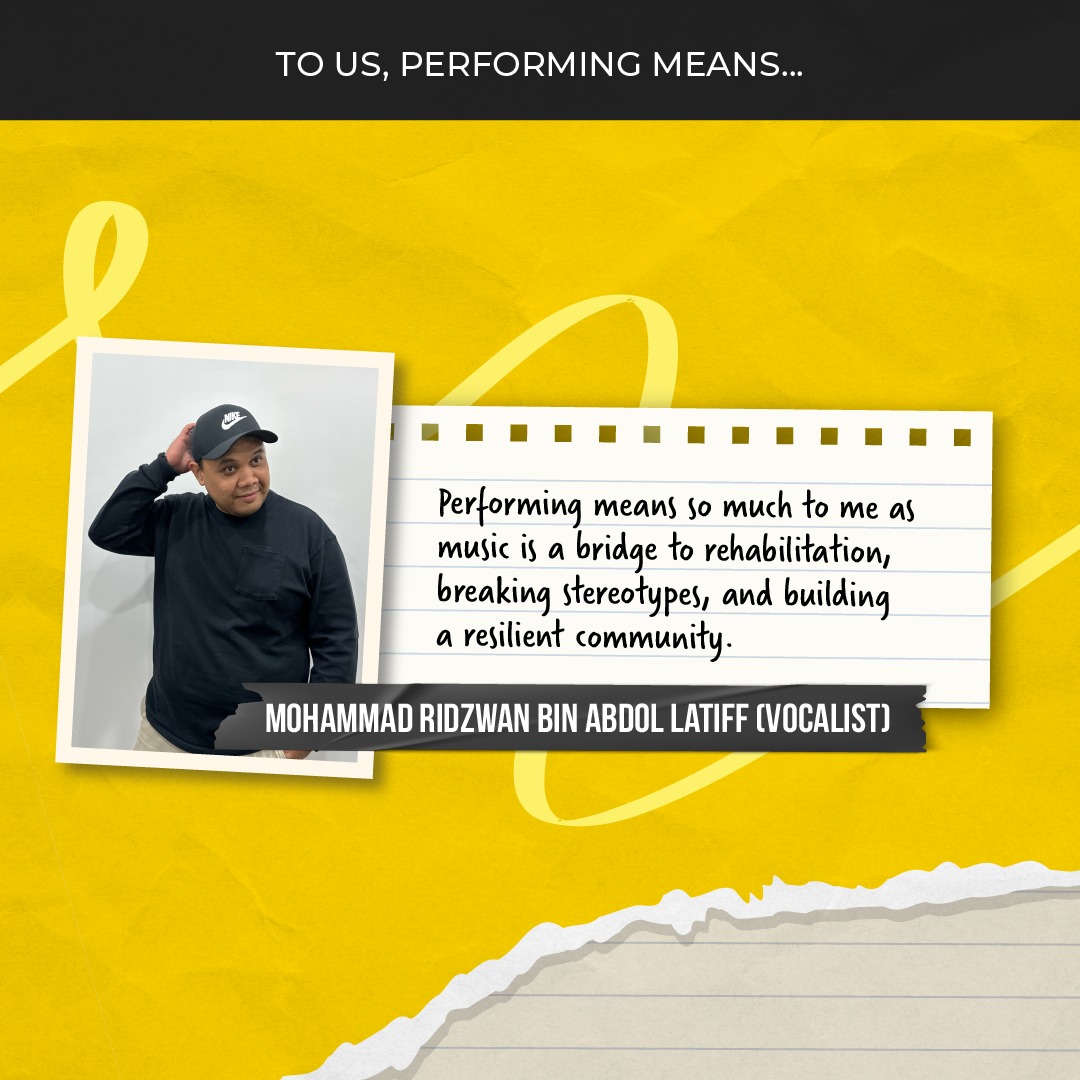 TO US, PERFORMING MEANS...
NIKE
Performing means so much to me as
music is a bridge to rehabilitation,
breaking stereotypes, and building
a resilient community.
MOHAMMAD RIDZWAN BIN ABDOL LATIFF (VOCALIST)